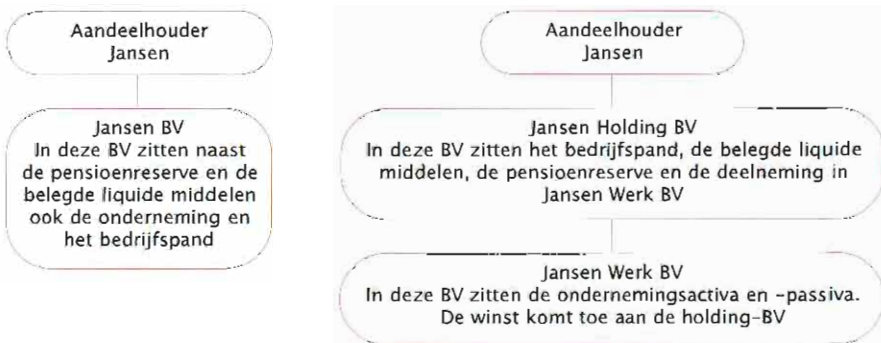 Aandeelhouder
Jansen
Jansen BV
In deze BV zitten naast
de pensioenreserve en de
belegde liquide middelen
ook de onderneming en
het bedrijfspand
Aandeelhouder
Jansen
Jansen Holding BV
In deze BV zitten het bedrijfspand, de belegde liquide
middelen, de pensioenreserve en de deelneming in
Jansen Werk BV
Jansen Werk BV
In deze BV zitten de ondernemingsactiva en -passiva.
De winst komt toe aan de holding-BV